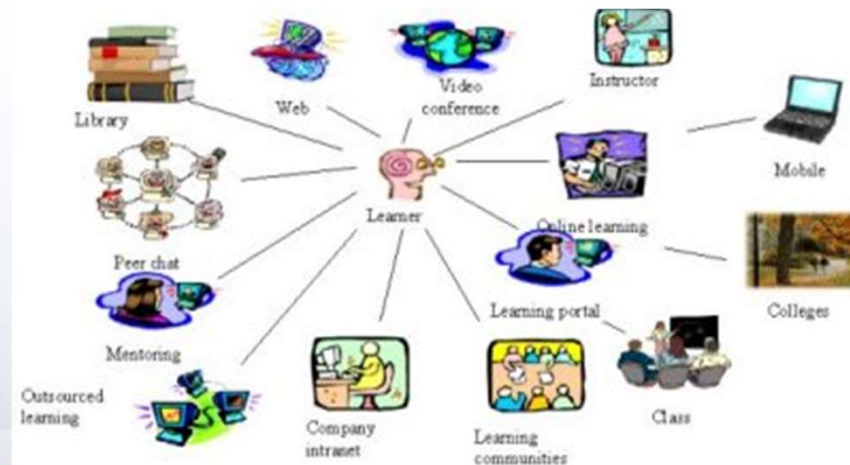 Library
Web
Video
conference
Instructor
Mobile
Learner
Online learning
Peer chat
Learning portal
Colleges
Mentoring
Outsourced
learning
Company
intranet
Learning
communities
Class